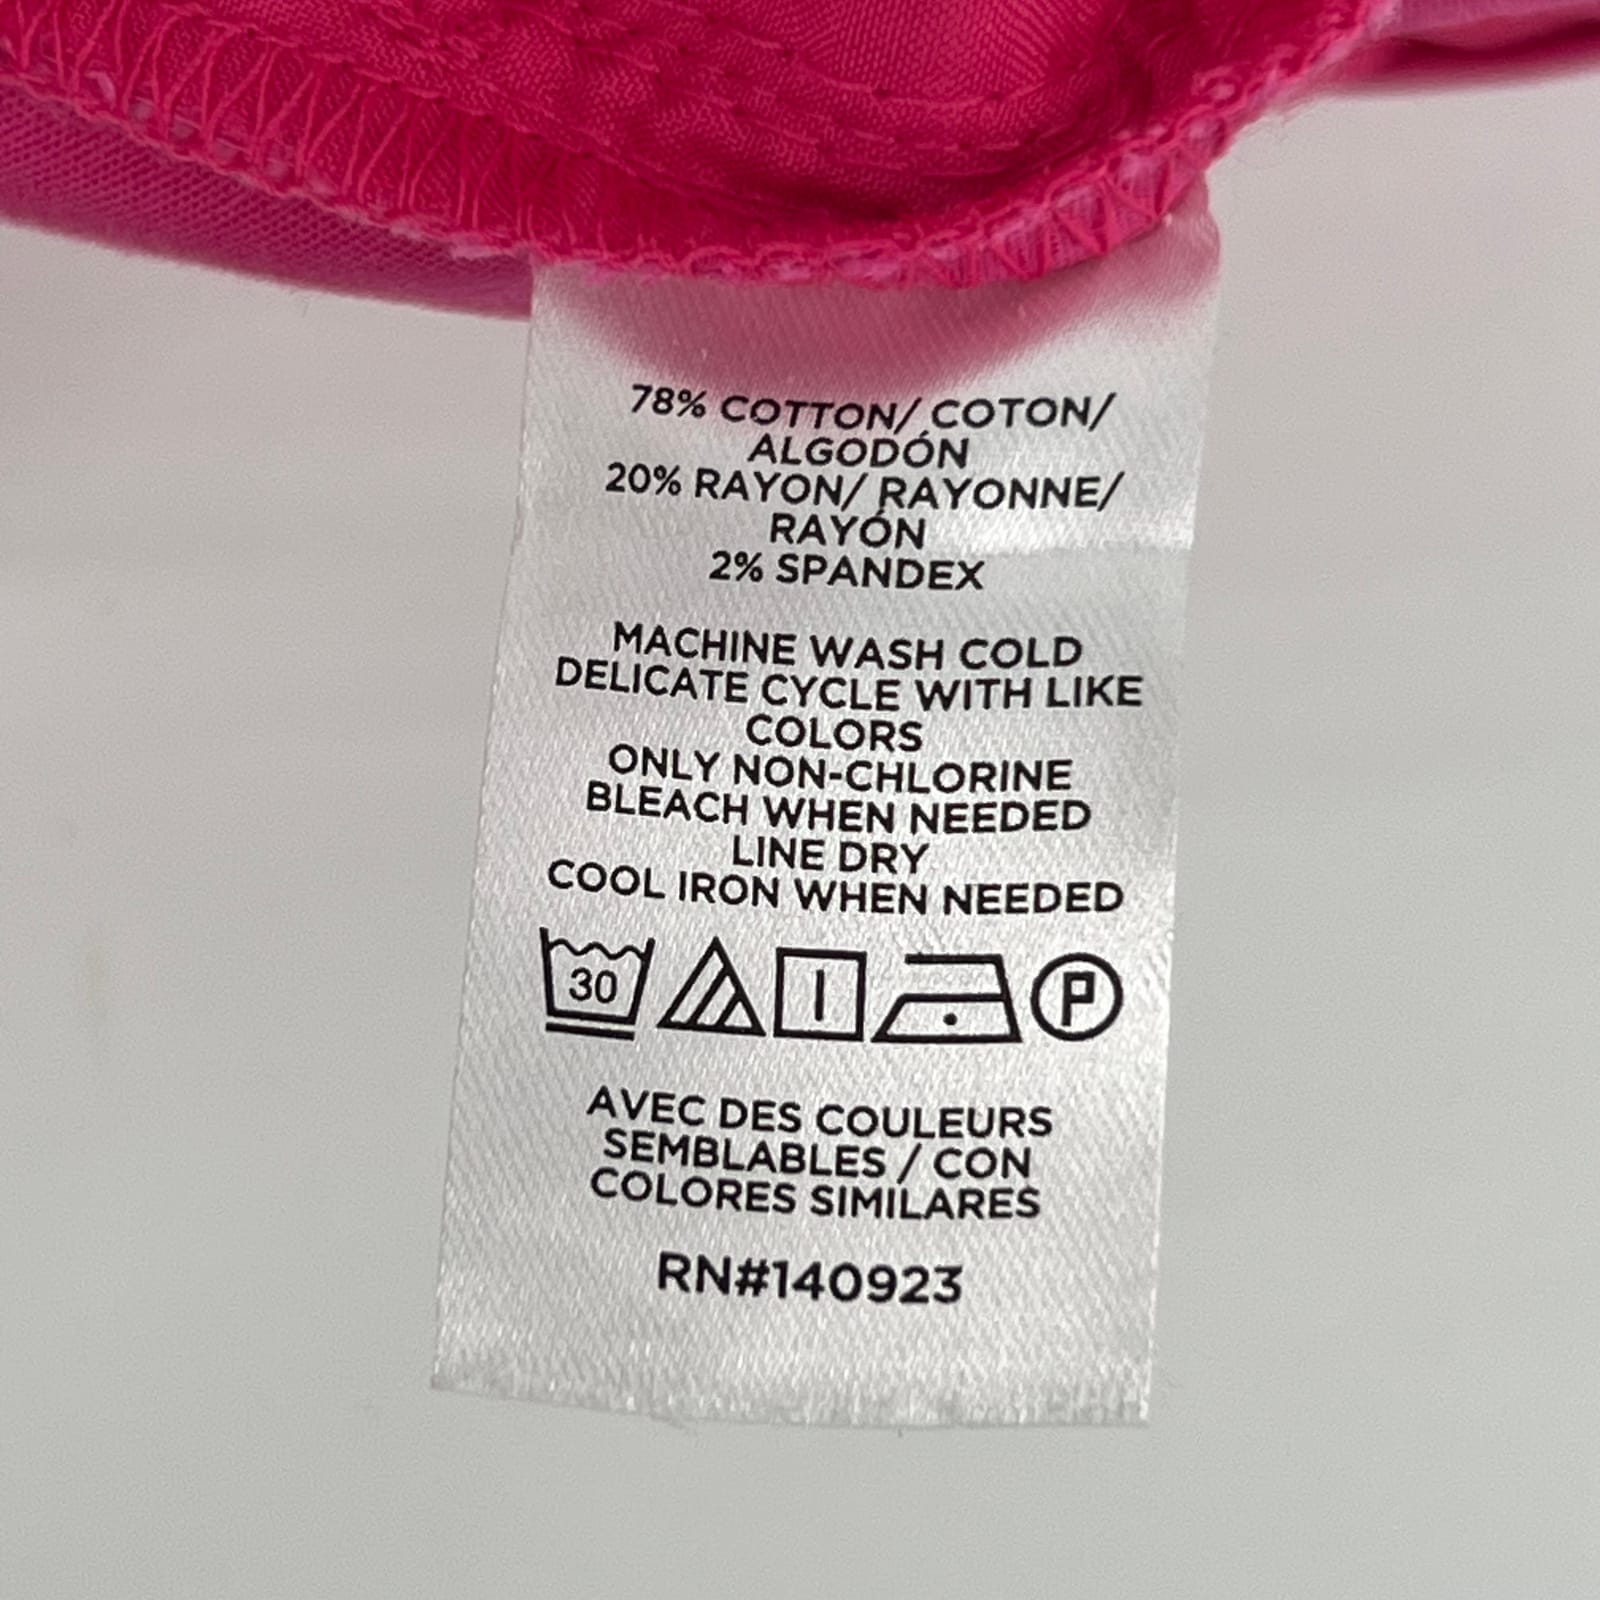 78% COTTON/ COTON/
ALGODÓN
20% RAYON/ RAYONNE/
RAYÓN
2% SPANDEX
MACHINE WASH COLD
DELICATE CYCLE WITH LIKE
COLORS
ONLY NON-CHLORINE
BLEACH WHEN NEEDED
LINE DRY
COOL IRON WHEN NEEDED
30 P
AVEC DES COULEURS
SEMBLABLES / CON
COLORES SIMILARES
RN#140923